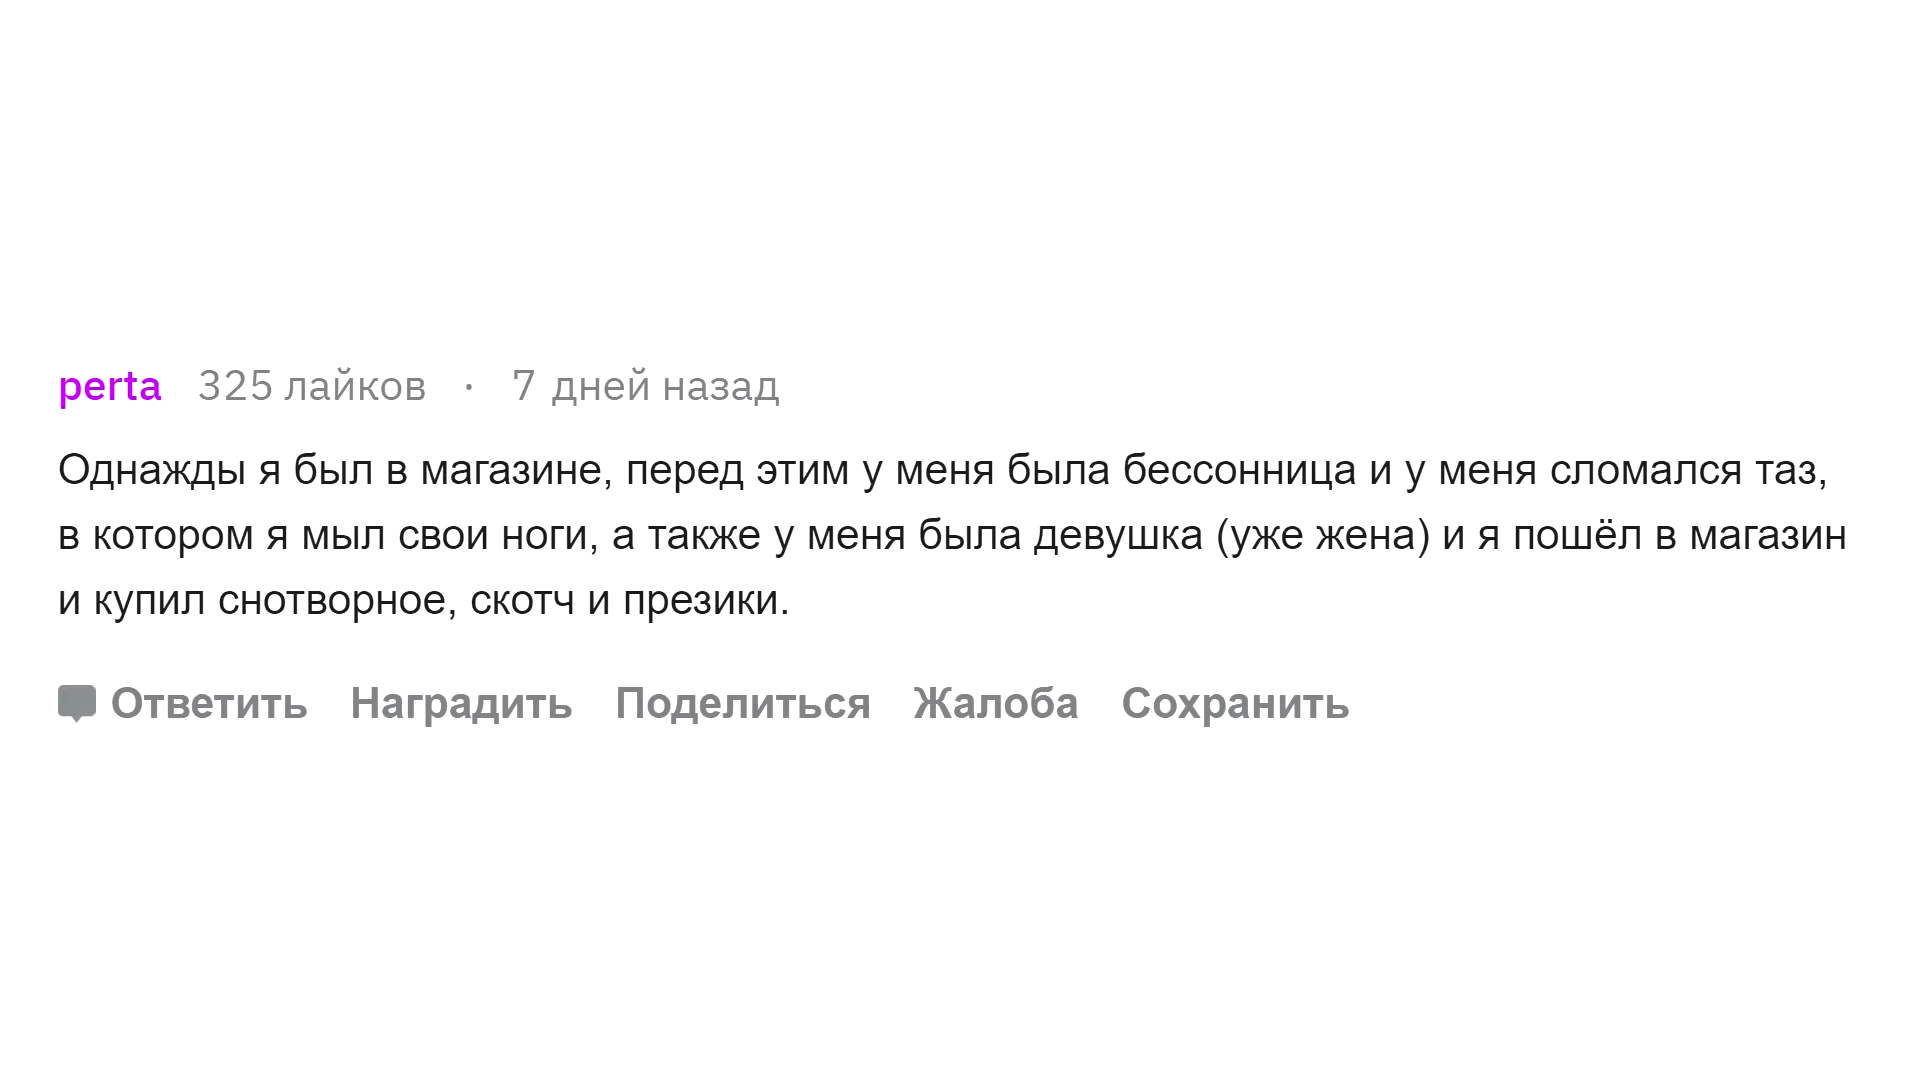 perta 325 лайков · 7 дней назад
Однажды я был в магазине, перед этим у меня была бессонница и у меня сломался таз,
в котором я мыл свои ноги, а также у меня была девушка (уже жена) и я пошёл в магазин
и купил снотворное, скотч и презики.
Ответить Наградить Поделиться Жалоба Сохранить